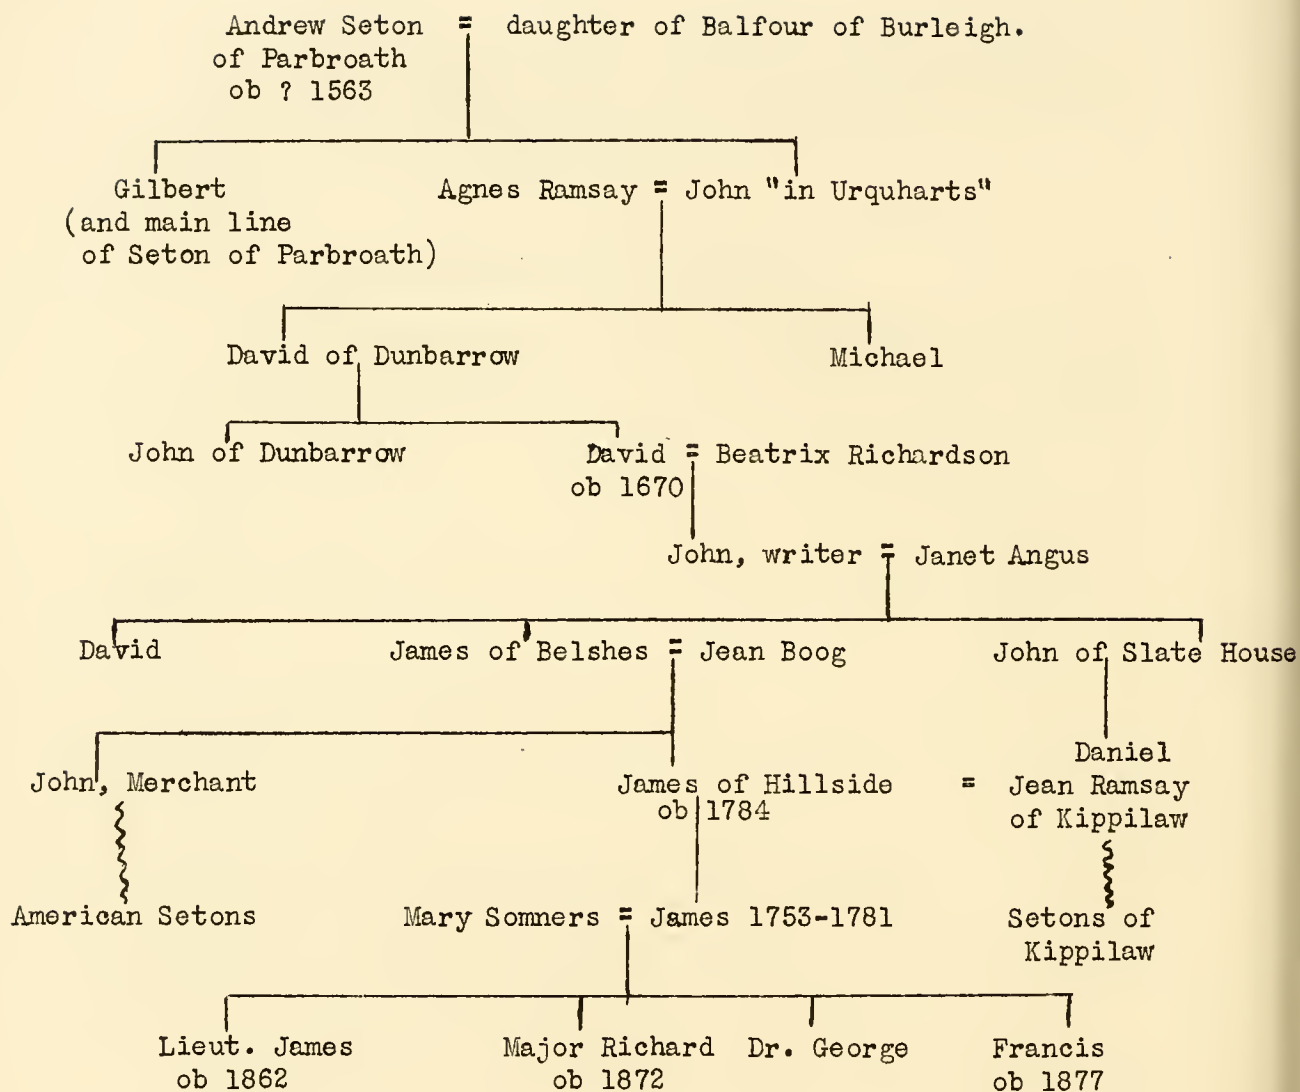 Andrew Seton = daughter of Balfour of Burleigh.
of Parbroath
ob ? 1563
Gilbert
(and main line
of Seton of Parbroath)
Agnes Ramsay = John "in Urquharts"
David of Dunbarrow
Michael
John of Dunbarrow
David = Beatrix Richardson
ob 1670
John, writer = Janet Angus
David
James of Belshes = Jean Boog
John of Slate House
Daniel
John, Merchant
James of Hillside = Jean Ramsay
ob 1784
of Kippilaw
American Setons
Mary Somners = James 1753-1781
Setons of
Kippilaw
Lieut. James
ob 1862
Major Richard
ob 1872
Dr. George
Francis
ob 1877